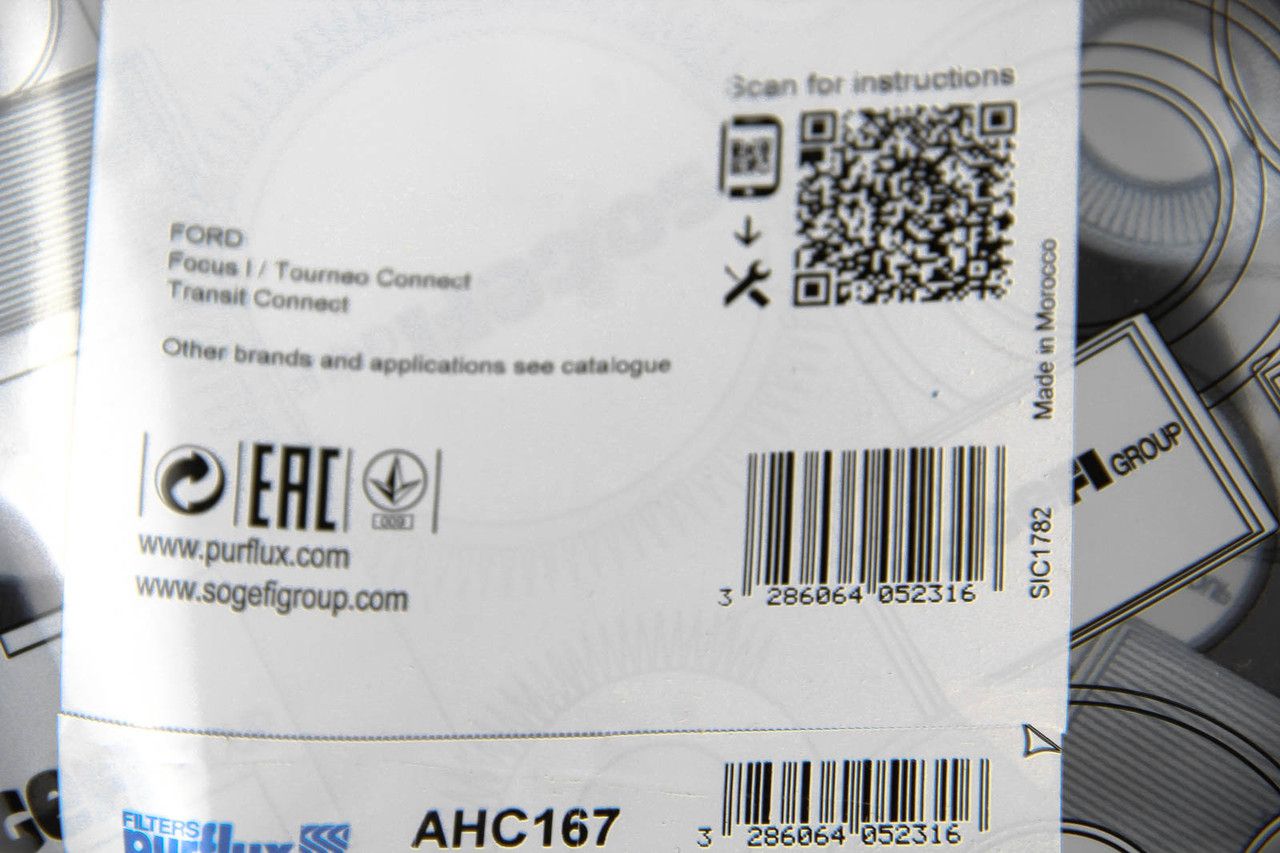 Scan for instructions
FORD
Focus I / Tourneo Connect
Transit Connect
Other brands and applications see catalogue
Made in Morocco
EAC
009
www.purflux.com
www.sogefigroup.com
3 286064 052316
SIC1782
GROUP
FILTERS
purflux
AHC167
3 286064 052316